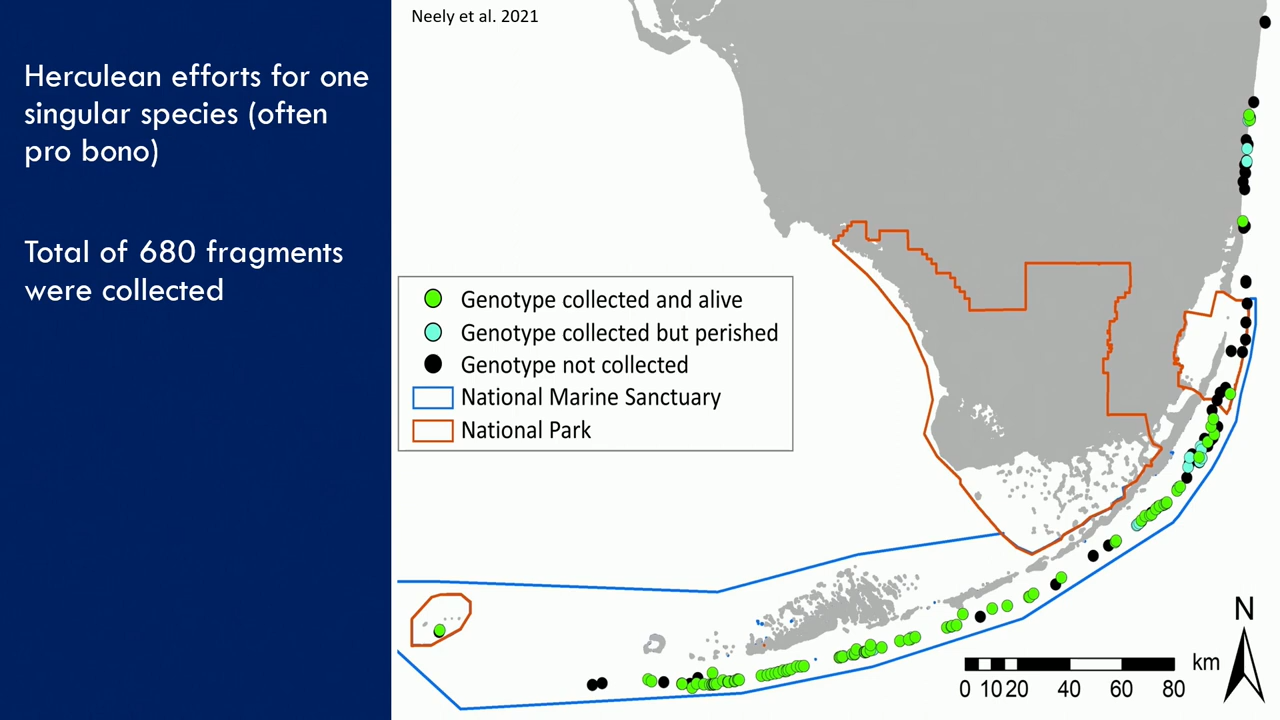 Neely et al. 2021
Herculean efforts for one
singular species (often
pro bono)
Total of 680 fragments
were collected
Genotype collected and alive
Genotype collected but perished
Genotype not collected
National Marine Sanctuary
National Park
N
km
0 10 20 40 60 80